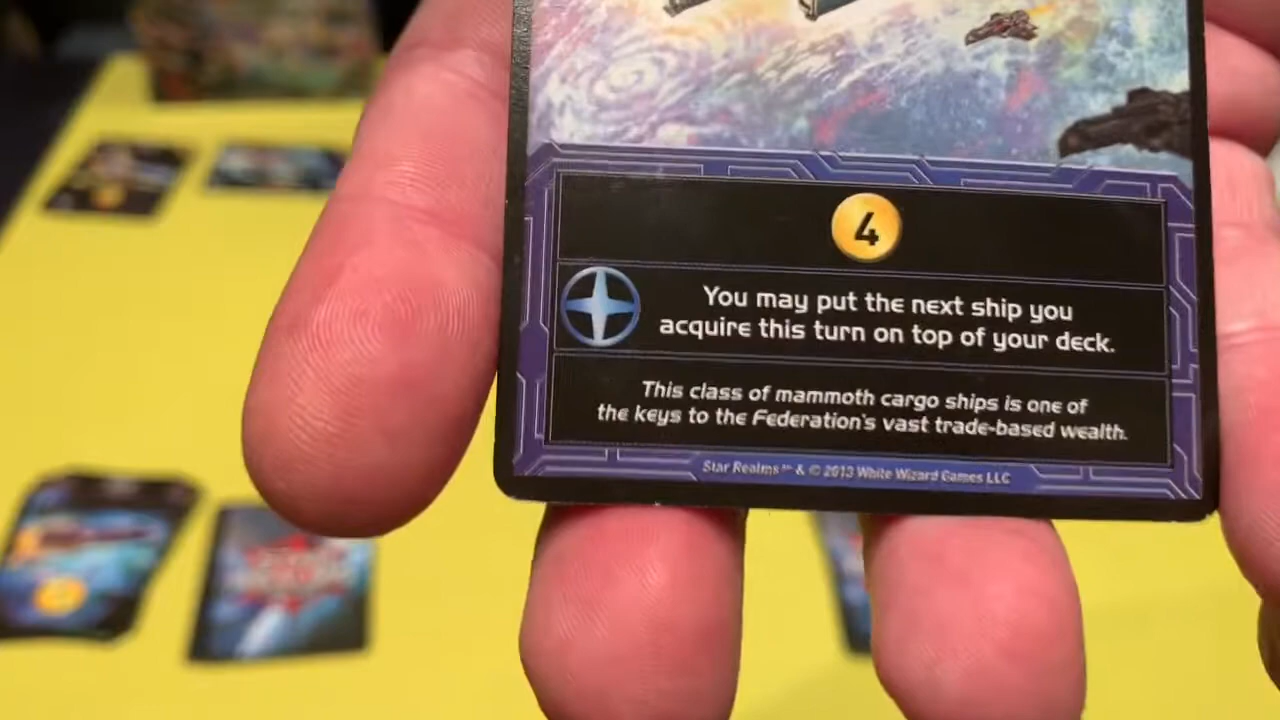 4
You may put the next ship you
acquire this turn on top of your deck.
This class of mammoth cargo ships is one of
the keys to the Federation's vast trade-based wealth.
Star Realms™ & © 2013 White Wizard Games LLC